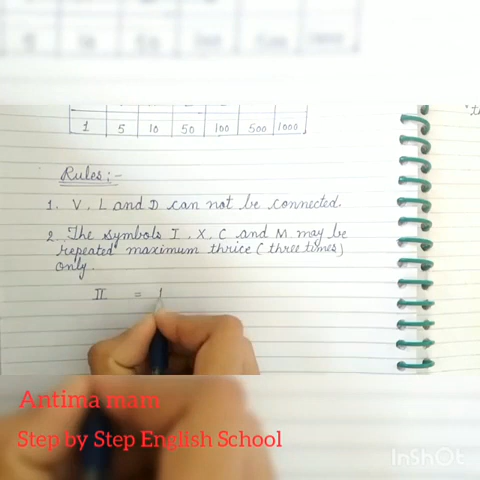 1 5 10 50 100 500 1000
Rules:-
1. V, L and D can not be connected.
2. The symbols I, X, C and M may be
repeated maximum thrice (three times)
only.
II = 1
Antima mam
Step by Step English School
InShOt